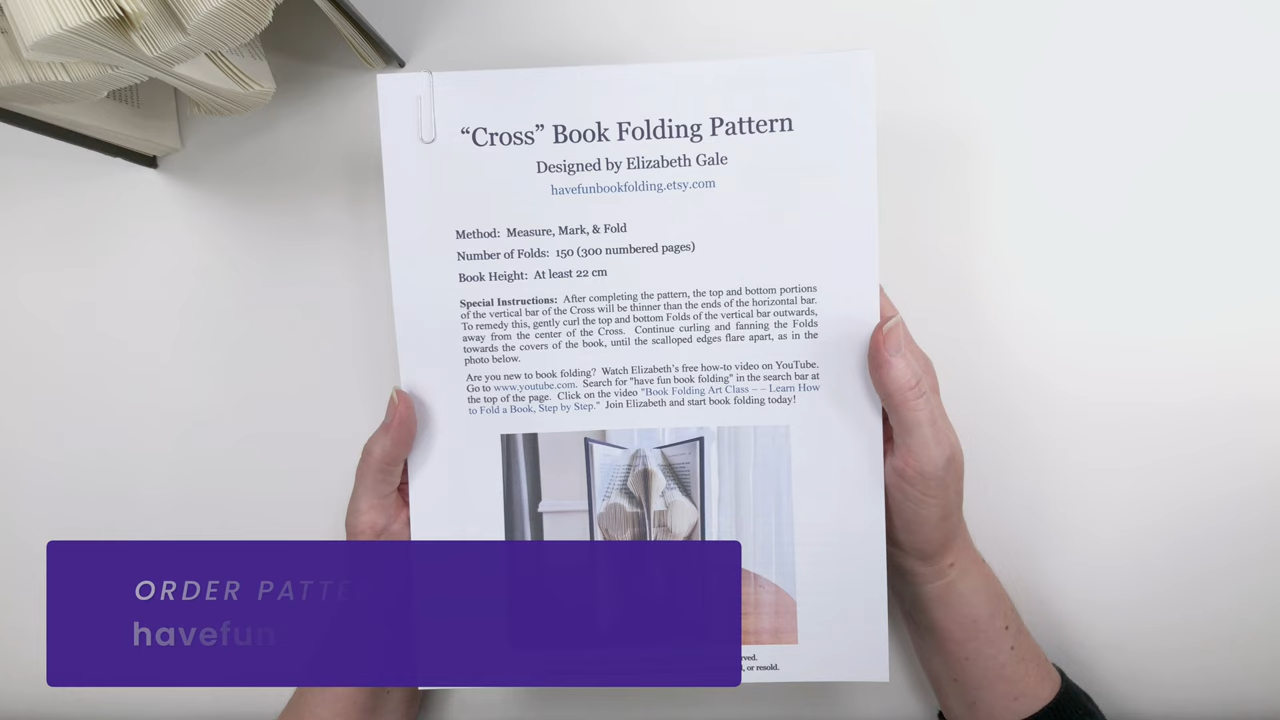 “Cross” Book Folding Pattern
Designed by Elizabeth Gale
havefunbookfolding.etsy.com
Method: Measure, Mark, & Fold
Number of Folds: 150 (300 numbered pages)
Book Height: At least 22 cm
Special Instructions: After completing the pattern, the top and bottom portions
of the vertical bar of the Cross will be thinner than the ends of the horizontal bar.
To remedy this, gently curl the top and bottom Folds of the vertical bar outwards,
away from the center of the Cross. Continue curling and fanning the Folds
towards the covers of the book, until the scalloped edges flare apart, as in the
photo below.
Are you new to book folding? Watch Elizabeth's free how-to video on YouTube.
Go to www.youtube.com. Search for "have fun book folding" in the search bar at
the top of the page. Click on the video "Book Folding Art Class – – Learn How
to Fold a Book, Step by Step." Join Elizabeth and start book folding today!
ORDER PATTE
havefun
rved.
, or resold.